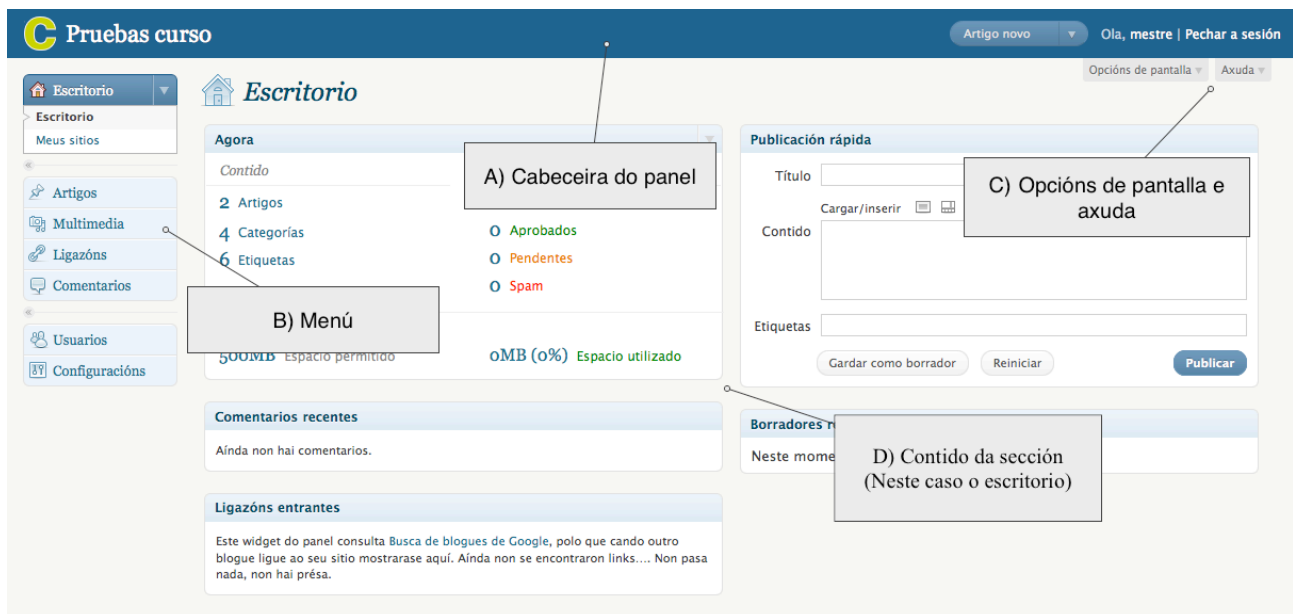 Pruebas curso
Artigo novo
Ola, mestre | Pechar a sesión
Opcións de pantalla
Axuda
Escritorio
Escritorio
Meus sitios
Artigos
Multimedia
Ligazóns
Comentarios
Usuarios
Configuracións
Escritorio
Agora
Contido
2 Artigos
4 Categorías
6 Etiquetas
0 Aprobados
0 Pendentes
0 Spam
500MB Espacio permitido
0MB (0%) Espacio utilizado
A) Cabeceira do panel
B) Menú
C) Opcións de pantalla e
axuda
D) Contido da sección
(Neste caso o escritorio)
Comentarios recentes
Aínda non hai comentarios.
Ligazóns entrantes
Este widget do panel consulta Busca de blogues de Google, polo que cando outro
blogue ligue ao seu sitio mostrarase aquí. Aínda non se encontraron links.... Non pasa
nada, non hai présa.
Publicación rápida
Título
Cargar/inserir
Contido
Etiquetas
Gardar como borrador
Reiniciar
Publicar
Borradores
Neste